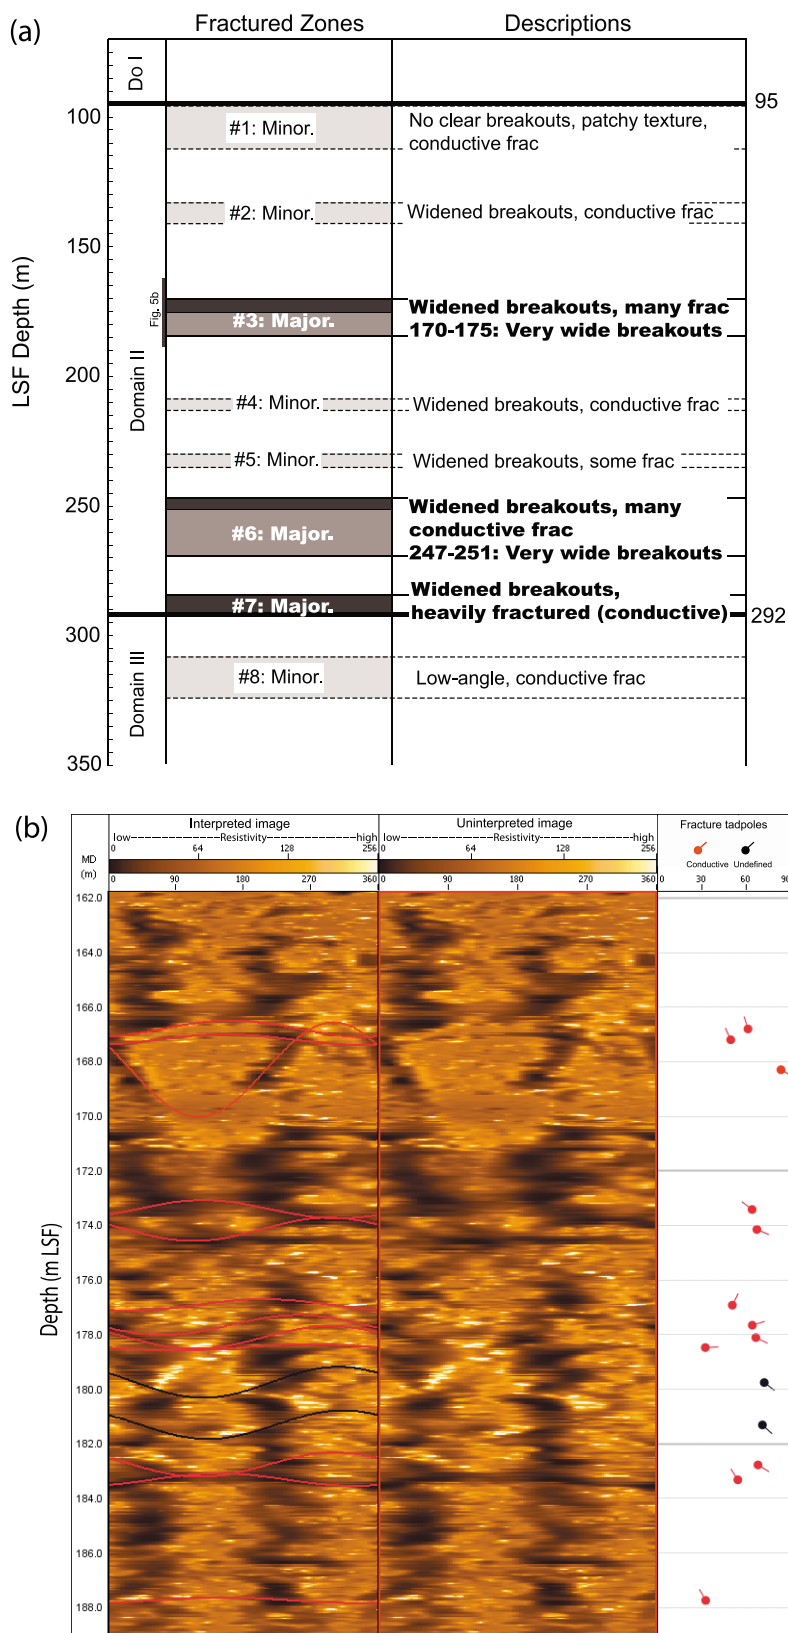 (a)
Fractured Zones
Descriptions
LSF Depth (m)
Do I
Domain II
Domain III
Fig. 5b
100
150
200
250
300
350
95
292
#1: Minor.
No clear breakouts, patchy texture,
conductive frac
#2: Minor.
Widened breakouts, conductive frac
#3: Major.
Widened breakouts, many frac
170-175: Very wide breakouts
#4: Minor.
Widened breakouts, conductive frac
#5: Minor.
Widened breakouts, some frac
#6: Major.
Widened breakouts, many
conductive frac
247-251: Very wide breakouts
#7: Major.
Widened breakouts,
heavily fractured (conductive)
#8: Minor.
Low-angle, conductive frac
(b)
Interpreted image
Uninterpreted image
Fracture tadpoles
low------Resistivity------high
low------Resistivity------high
Conductive
Undefined
MD
(m)
0 64 128 256
0 64 128 256
0 90 180 270 360
0 90 180 270 360
0 30 60 90
Depth (m LSF)
162.0
164.0
166.0
168.0
170.0
172.0
174.0
176.0
178.0
180.0
182.0
184.0
186.0
188.0